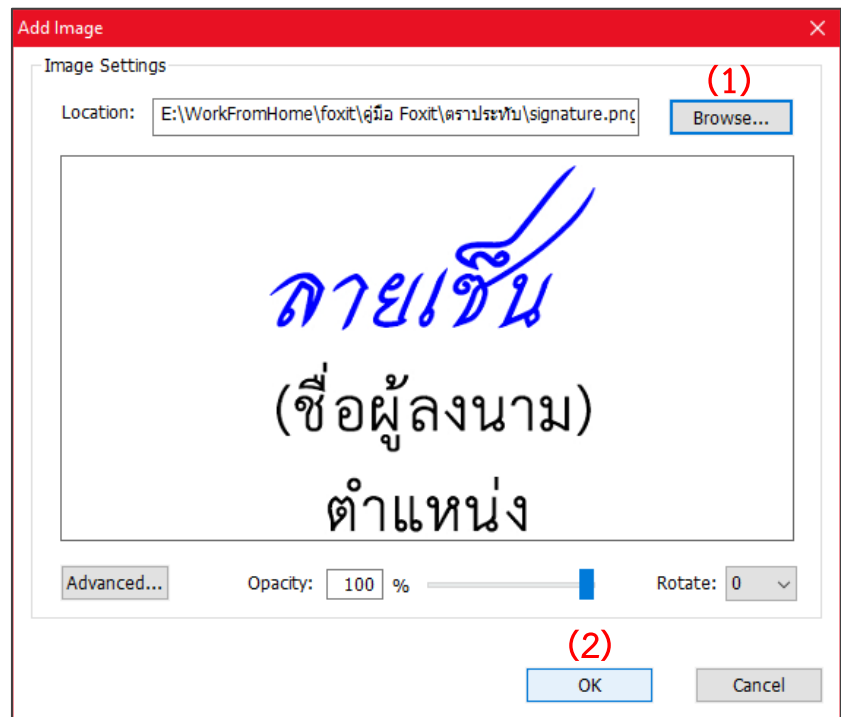 Add Image
Image Settings
(1)
Location: E:\WorkFromHome\foxit\คู่มือ Foxit\ตราประทับ\signature.png Browse...
ลายเซ็น
(ชื่อผู้ลงนาม)
ตำแหน่ง
Advanced... Opacity: 100 % Rotate: 0
(2)
OK Cancel